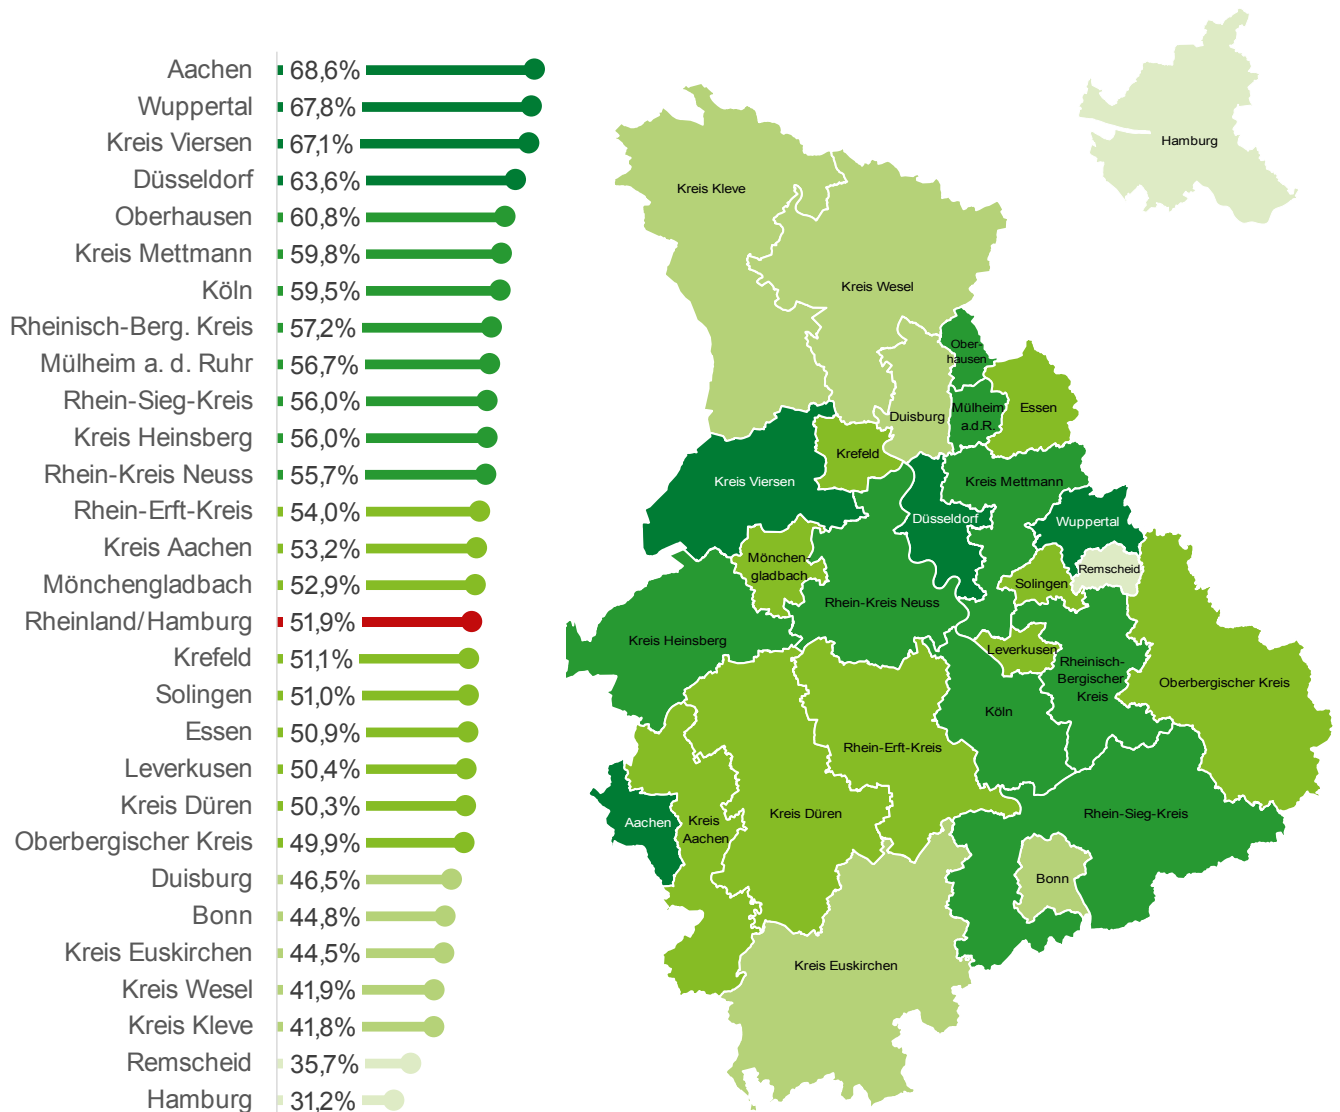 Aachen 68,6%
Wuppertal 67,8%
Kreis Viersen 67,1%
Düsseldorf 63,6%
Oberhausen 60,8%
Kreis Mettmann 59,8%
Köln 59,5%
Rheinisch-Berg. Kreis 57,2%
Mülheim a. d. Ruhr 56,7%
Rhein-Sieg-Kreis 56,0%
Kreis Heinsberg 56,0%
Rhein-Kreis Neuss 55,7%
Rhein-Erft-Kreis 54,0%
Kreis Aachen 53,2%
Mönchengladbach 52,9%
Rheinland/Hamburg 51,9%
Krefeld 51,1%
Solingen 51,0%
Essen 50,9%
Leverkusen 50,4%
Kreis Düren 50,3%
Oberbergischer Kreis 49,9%
Duisburg 46,5%
Bonn 44,8%
Kreis Euskirchen 44,5%
Kreis Wesel 41,9%
Kreis Kleve 41,8%
Remscheid 35,7%
Hamburg 31,2%
Hamburg
Kreis Kleve
Kreis Wesel
Ober-
hausen
Duisburg
Mülheim
a.d.R.
Essen
Krefeld
Kreis Viersen
Kreis Mettmann
Düsseldorf
Wuppertal
Mönchen-
gladbach
Remscheid
Solingen
Rhein-Kreis Neuss
Kreis Heinsberg
Leverkusen
Rheinisch-
Bergischer
Kreis
Oberbergischer Kreis
Köln
Rhein-Erft-Kreis
Kreis Düren
Rhein-Sieg-Kreis
Aachen
Kreis
Aachen
Bonn
Kreis Euskirchen